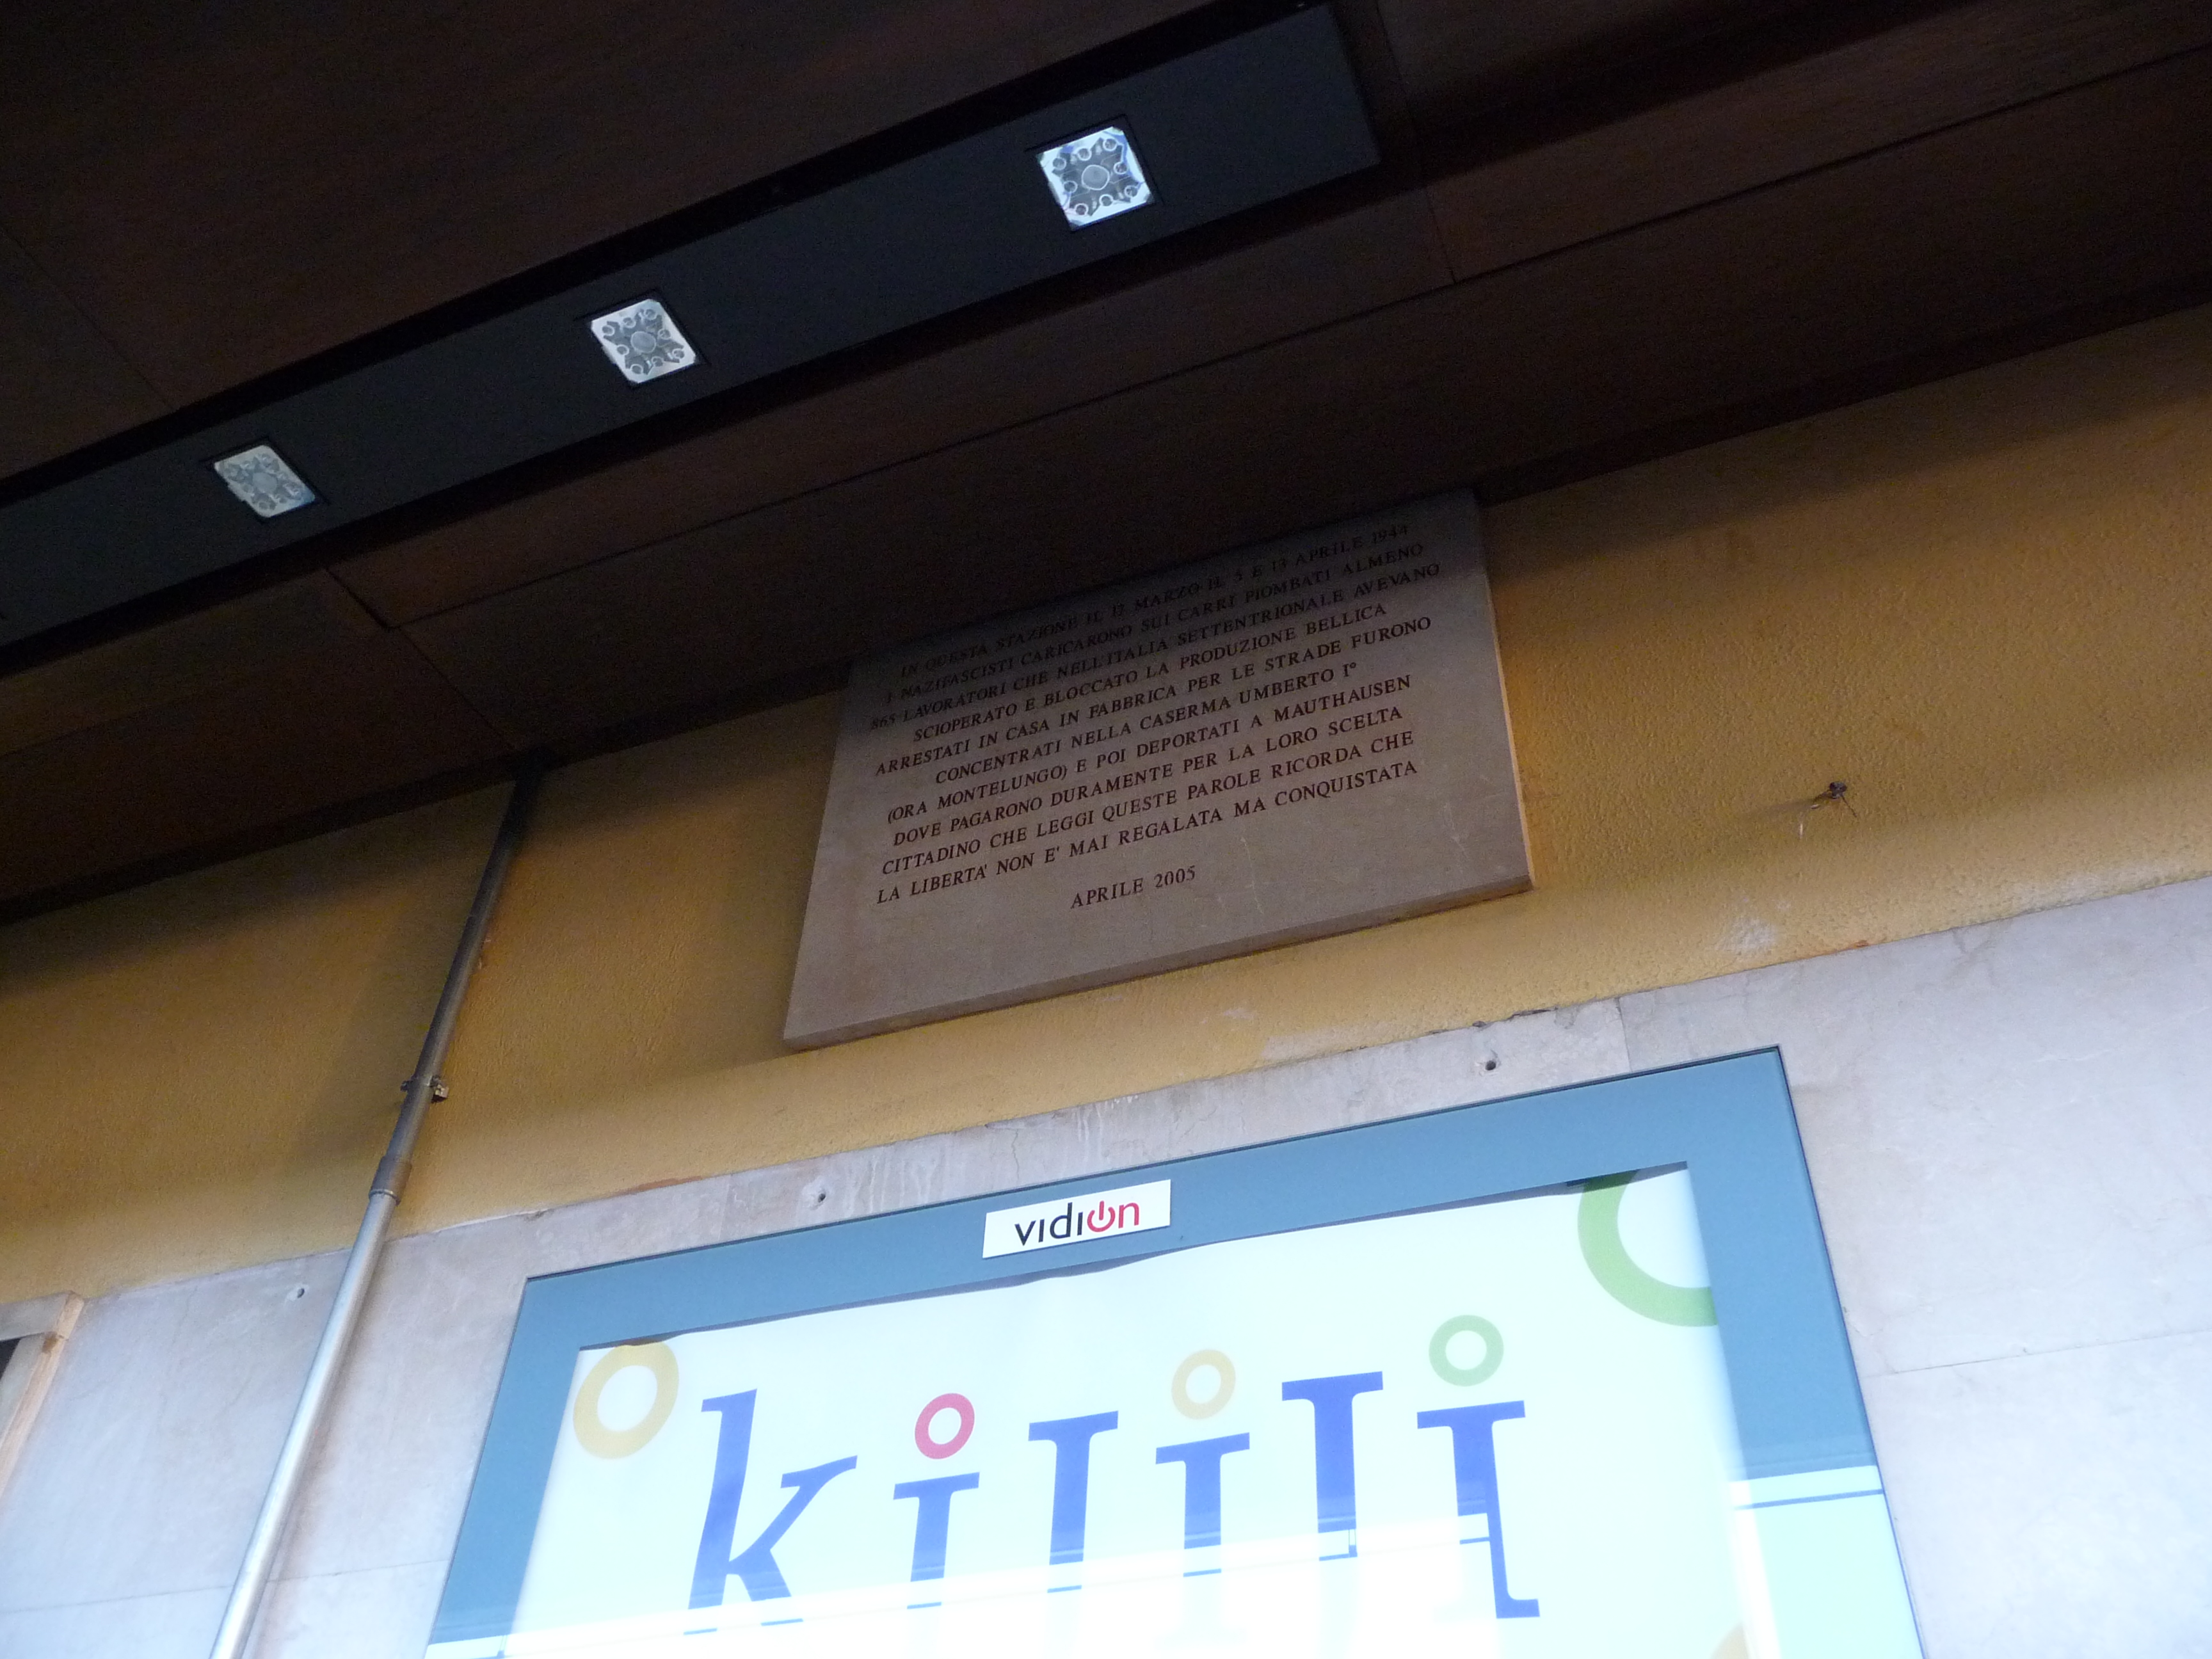 IN QUESTA STAZIONE IL 17 MARZO IL 5 E 13 APRILE 1944
I NAZIFASCISTI CARICARONO SUI CARRI PIOMBATI ALMENO
865 LAVORATORI CHE NELL'ITALIA SETTENTRIONALE AVEVANO
SCIOPERATO E BLOCCATO LA PRODUZIONE BELLICA
ARRESTATI IN CASA IN FABBRICA PER LE STRADE FURONO
CONCENTRATI NELLA CASERMA UMBERTO I°
(ORA MONTELUNGO) E POI DEPORTATI A MAUTHAUSEN
DOVE PAGARONO DURAMENTE PER LA LORO SCELTA
CITTADINO CHE LEGGI QUESTE PAROLE RICORDA CHE
LA LIBERTA' NON E' MAI REGALATA MA CONQUISTATA
APRILE 2005
vidion